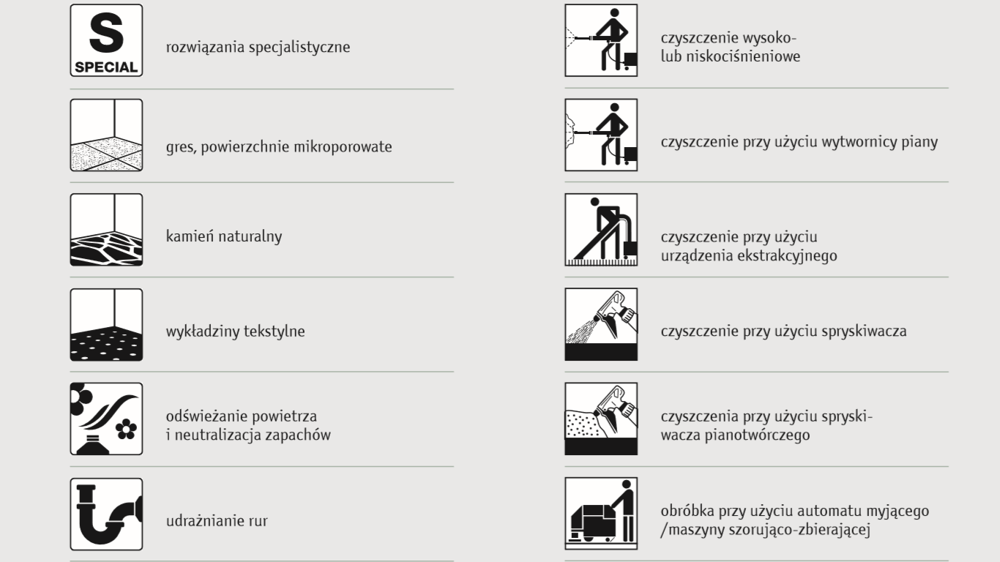 S
SPECIAL
rozwiązania specjalistyczne
gres, powierzchnie mikroporowate
kamień naturalny
wykładziny tekstylne
odświeżanie powietrza
i neutralizacja zapachów
udrażnianie rur
czyszczenie wysoko-
lub niskociśnieniowe
czyszczenie przy użyciu wytwornicy piany
czyszczenie przy użyciu
urządzenia ekstrakcyjnego
czyszczenie przy użyciu spryskiwacza
czyszczenia przy użyciu spryski-
wacza pianotwórczego
obróbka przy użyciu automatu myjącego
/maszyny szorująco-zbierającej